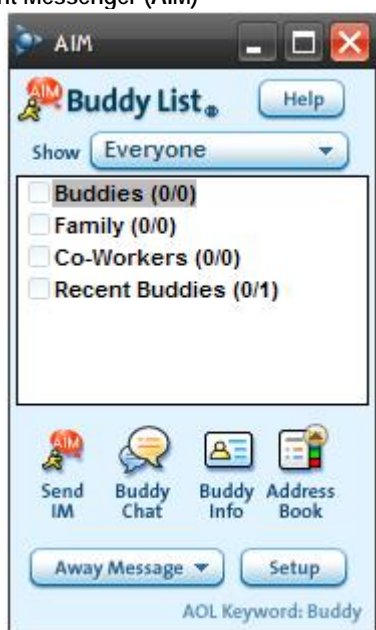 nt Messenger (AIM)
AIM
AIM
Buddy List®
Help
Show Everyone
Buddies (0/0)
Family (0/0)
Co-Workers (0/0)
Recent Buddies (0/1)
AIM
Send IM
Buddy Chat
Buddy Info
Address Book
Away Message
Setup
AOL Keyword: Buddy